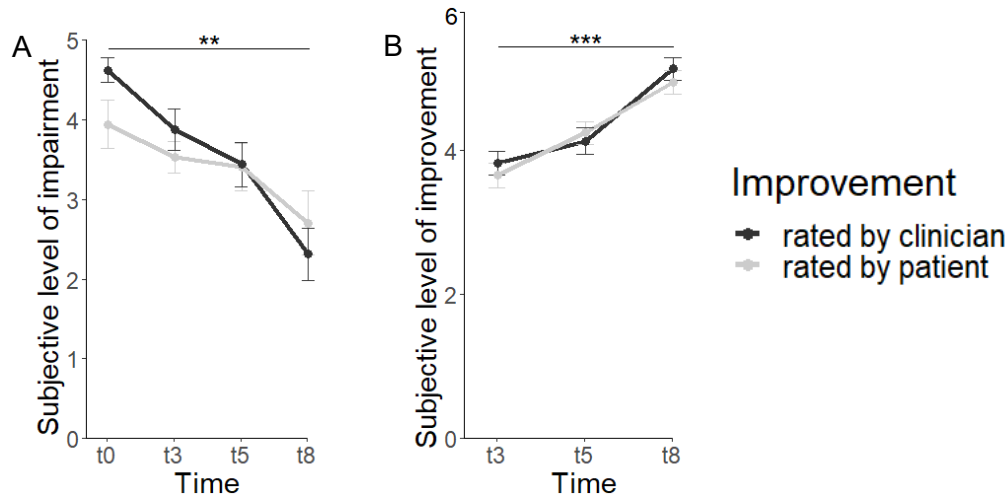 A
Subjective level of impairment
5
4
3
2
1
0
**
t0 t3 t5 t8
Time
B
Subjective level of improvement
6
4
2
0
***
t3 t5 t8
Time
Improvement
rated by clinician
rated by patient